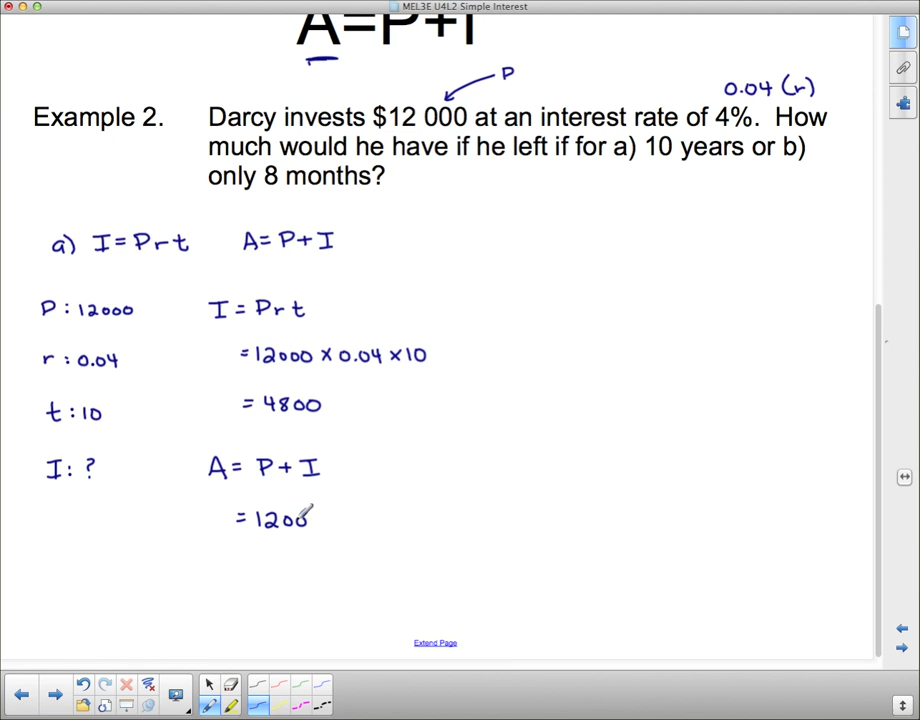 MEL3E U4L2 Simple Interest
A=P+I
P
0.04 (r)
Example 2. Darcy invests $12 000 at an interest rate of 4%. How
much would he have if he left if for a) 10 years or b)
only 8 months?
a) I = Prt A = P + I
P : 12000 I = Prt
r : 0.04 = 12000 x 0.04 x 10
t : 10 = 4800
I : ? A = P + I
= 1200
Extend Page